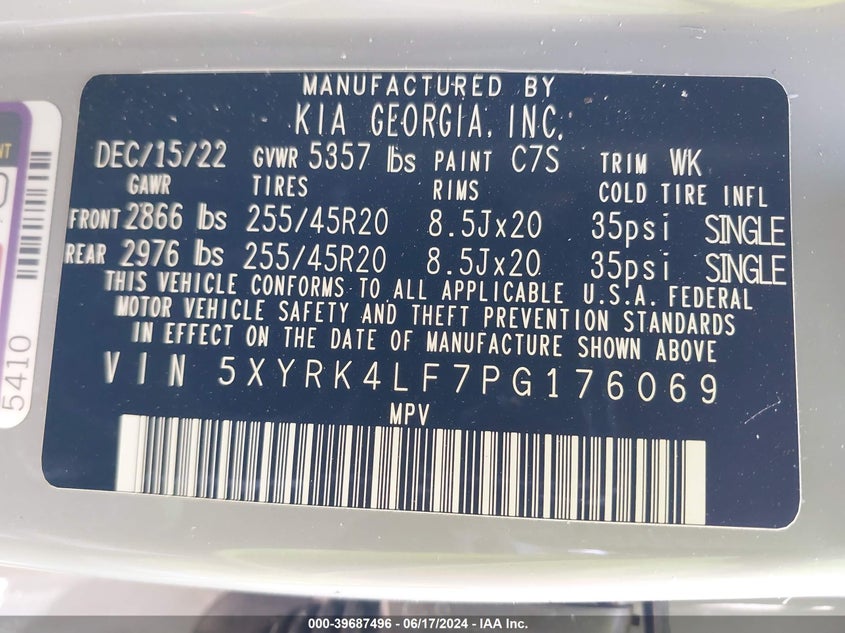 MANUFACTURED BY
KIA GEORGIA, INC.
DEC/15/22 GVWR 5357 lbs PAINT C7S TRIM WK
GAWR TIRES RIMS COLD TIRE INFL
FRONT 2866 lbs 255/45R20 8.5Jx20 35psi SINGLE
REAR 2976 lbs 255/45R20 8.5Jx20 35psi SINGLE
THIS VEHICLE CONFORMS TO ALL APPLICABLE U.S.A. FEDERAL
MOTOR VEHICLE SAFETY AND THEFT PREVENTION STANDARDS
IN EFFECT ON THE DATE OF MANUFACTURE SHOWN ABOVE
VIN 5XYRK4LF7PG176069
MPV
5410
000-39687496 - 06/17/2024 - IAA Inc.